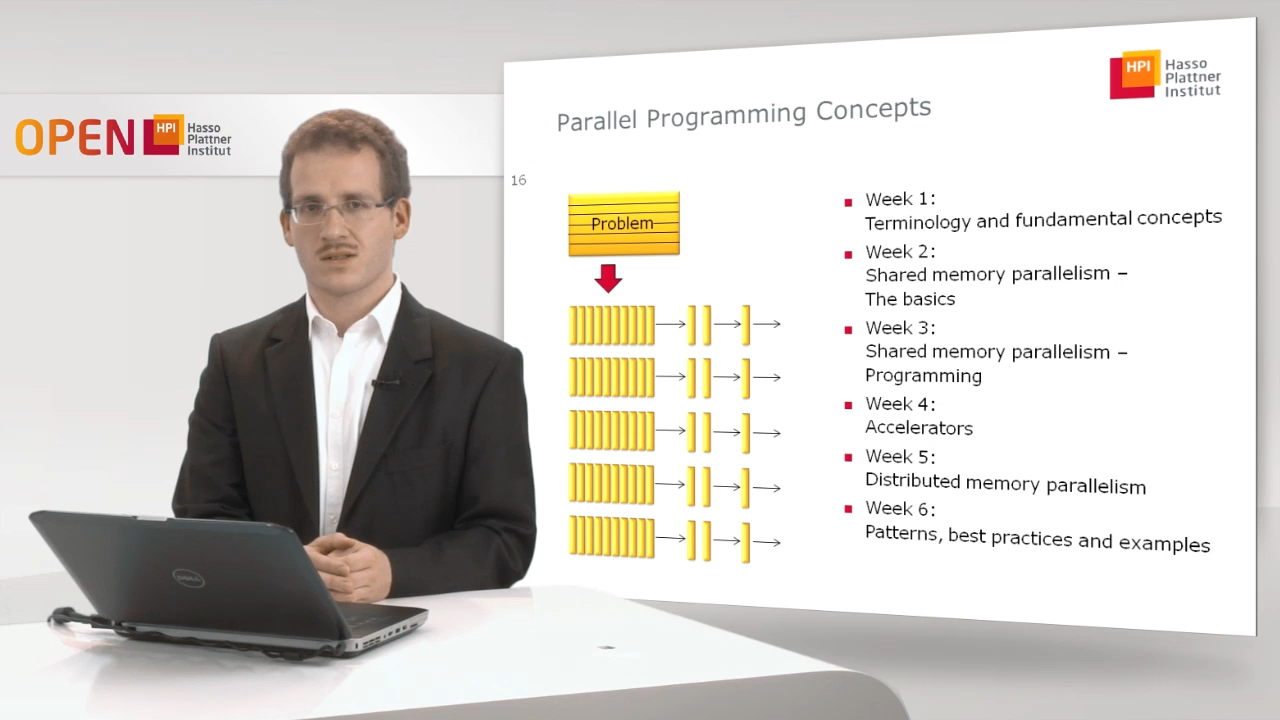 OPEN HPI Hasso
Plattner
Institut
HPI Hasso
Plattner
Institut
Parallel Programming Concepts
16
Problem
Week 1:
Terminology and fundamental concepts
Week 2:
Shared memory parallelism –
The basics
Week 3:
Shared memory parallelism –
Programming
Week 4:
Accelerators
Week 5:
Distributed memory parallelism
Week 6:
Patterns, best practices and examples
DELL